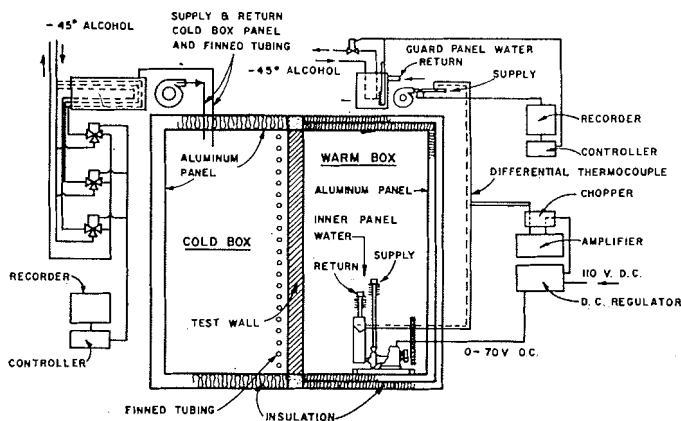 -45° ALCOHOL
SUPPLY & RETURN
COLD BOX PANEL
AND FINNED TUBING
-45° ALCOHOL
GUARD PANEL WATER
RETURN
SUPPLY
RECORDER
CONTROLLER
DIFFERENTIAL THERMOCOUPLE
CHOPPER
AMPLIFIER
110 V. D.C.
D.C. REGULATOR
0-70V D.C.
ALUMINUM
PANEL
WARM BOX
ALUMINUM PANEL
INNER PANEL
WATER
SUPPLY
RETURN
COLD BOX
TEST WALL
RECORDER
CONTROLLER
FINNED TUBING
INSULATION